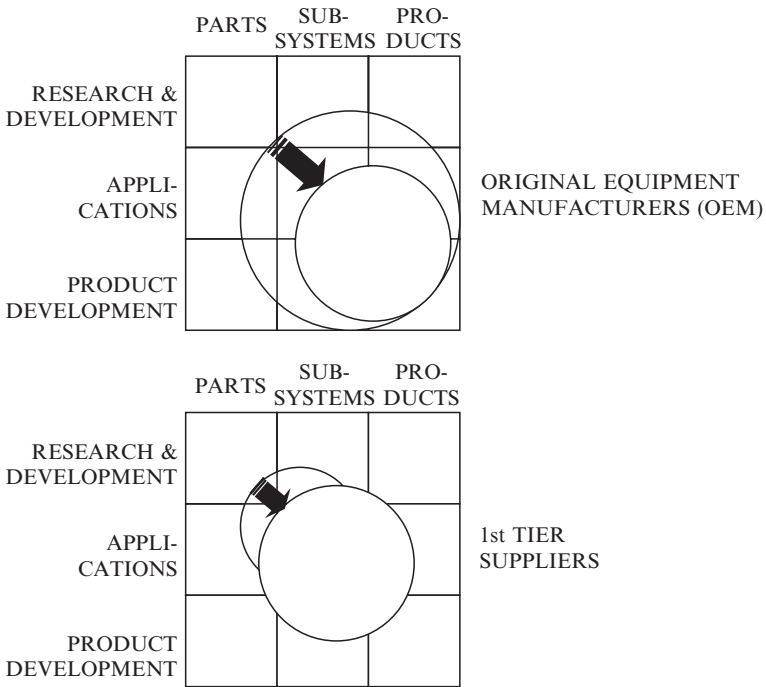 PARTS SUB- PRO-
SYSTEMS DUCTS
RESEARCH &
DEVELOPMENT
APPLI-
CATIONS
PRODUCT
DEVELOPMENT
ORIGINAL EQUIPMENT
MANUFACTURERS (OEM)
PARTS SUB- PRO-
SYSTEMS DUCTS
RESEARCH &
DEVELOPMENT
APPLI-
CATIONS
PRODUCT
DEVELOPMENT
1st TIER
SUPPLIERS